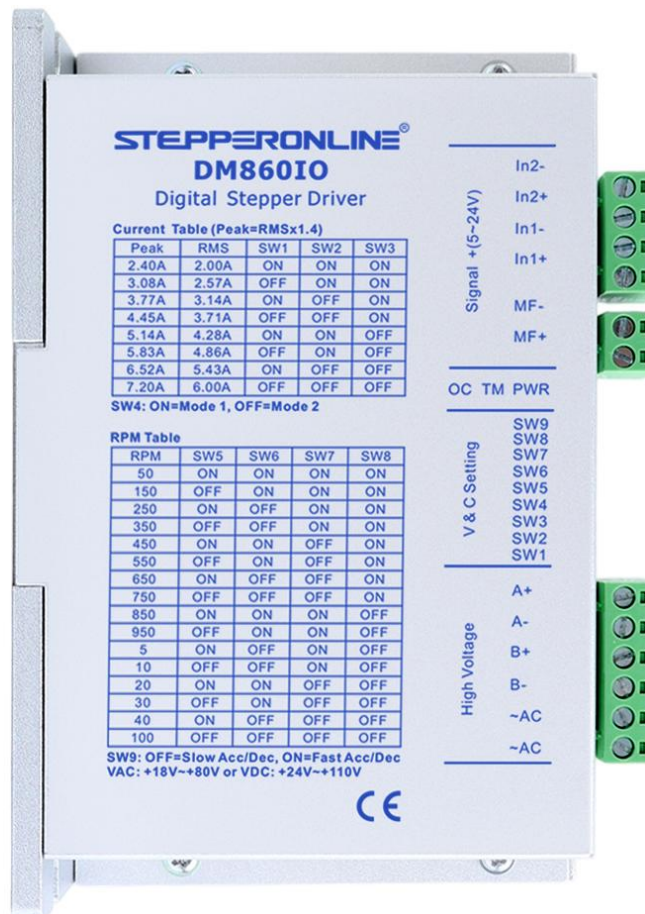 STEPPERONLINE®
DM860IO
Digital Stepper Driver
Current Table (Peak=RMSx1.4)
Peak RMS SW1 SW2 SW3
2.40A 2.00A ON ON ON
3.08A 2.57A OFF ON ON
3.77A 3.14A ON OFF ON
4.45A 3.71A OFF OFF ON
5.14A 4.28A ON ON OFF
5.83A 4.86A OFF ON OFF
6.52A 5.43A ON OFF OFF
7.20A 6.00A OFF OFF OFF
SW4: ON=Mode 1, OFF=Mode 2
RPM Table
RPM SW5 SW6 SW7 SW8
50 ON ON ON ON
150 OFF ON ON ON
250 ON OFF ON ON
350 OFF OFF ON ON
450 ON ON OFF ON
550 OFF ON OFF ON
650 ON OFF OFF ON
750 OFF OFF OFF ON
850 ON ON ON OFF
950 OFF ON ON OFF
5 ON OFF ON OFF
10 OFF OFF ON OFF
20 ON ON OFF OFF
30 OFF ON OFF OFF
40 ON OFF OFF OFF
100 OFF OFF OFF OFF
SW9: OFF=Slow Acc/Dec, ON=Fast Acc/Dec
VAC: +18V~+80V or VDC: +24V~+110V
CE
Signal +(5~24V)
In2-
In2+
In1-
In1+
MF-
MF+
OC TM PWR
V & C Setting
SW9
SW8
SW7
SW6
SW5
SW4
SW3
SW2
SW1
High Voltage
A+
A-
B+
B-
~AC
~AC